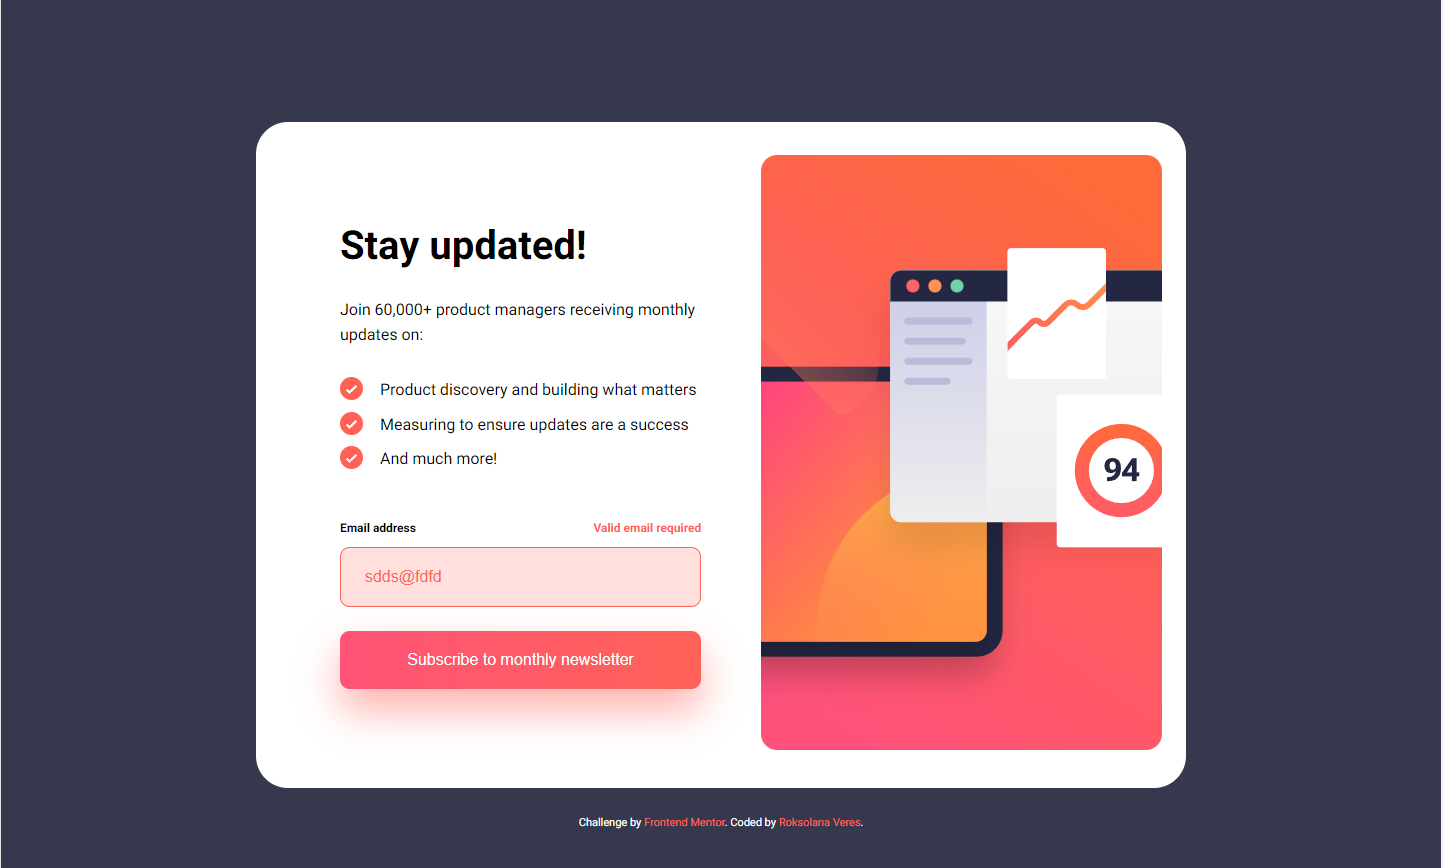 Stay updated!
Join 60,000+ product managers receiving monthly
updates on:
Product discovery and building what matters
Measuring to ensure updates are a success
And much more!
Email address
Valid email required
sdds@fdfd
Subscribe to monthly newsletter
94
Challenge by Frontend Mentor. Coded by Roksolana Veres.